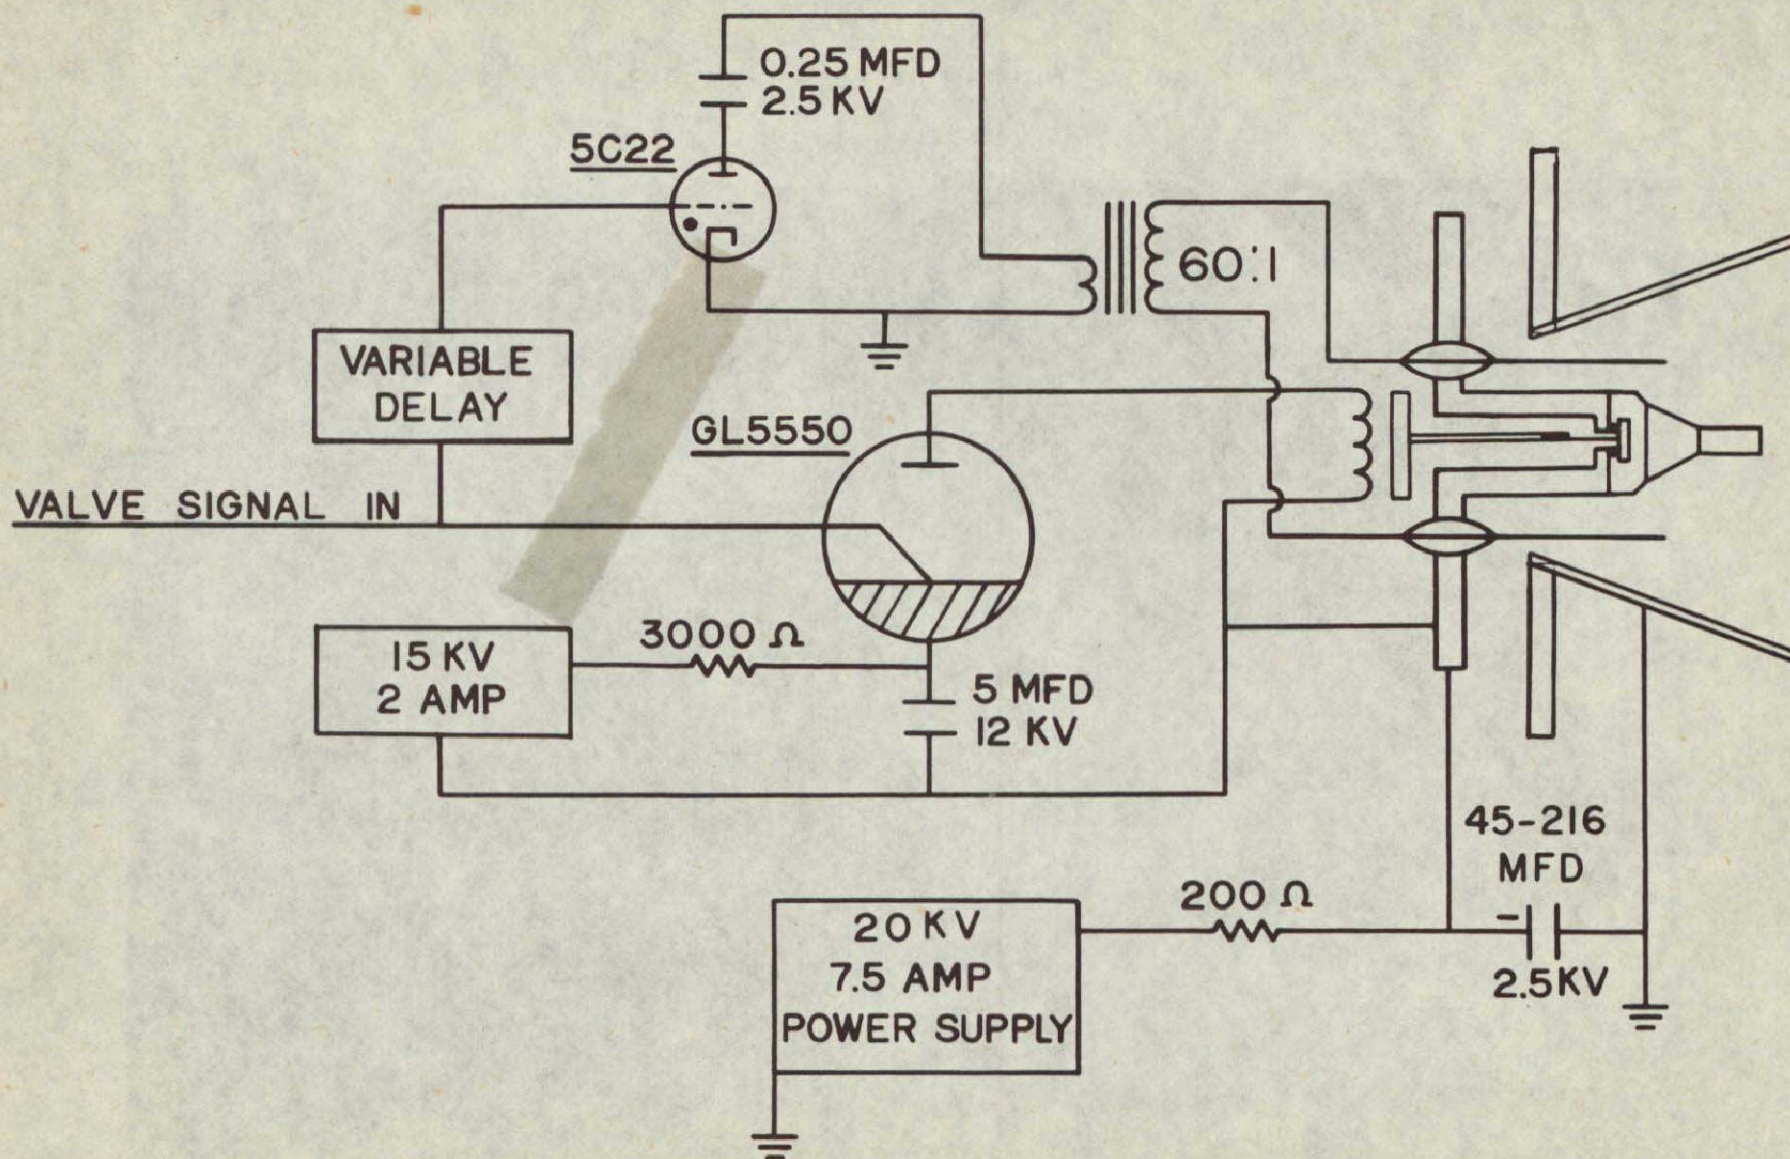 0.25 MFD
2.5 KV
5C22
60:1
VARIABLE
DELAY
GL5550
VALVE SIGNAL IN
3000 Ω
15 KV
2 AMP
5 MFD
12 KV
45-216
MFD
200 Ω
-
2.5KV
20 KV
7.5 AMP
POWER SUPPLY